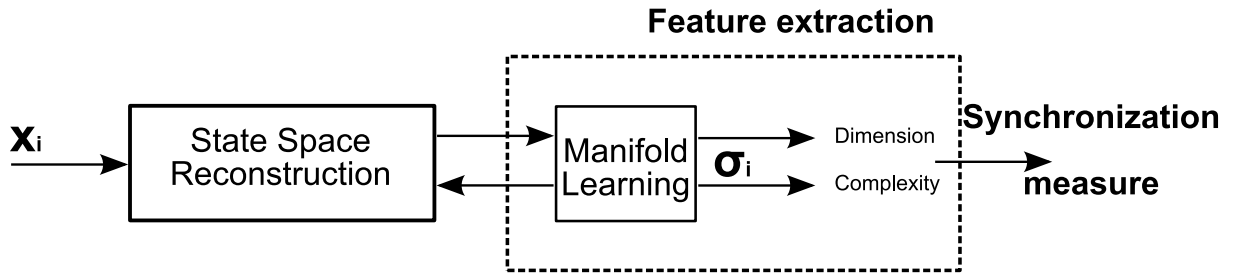 Feature extraction
xi
State Space
Reconstruction
Manifold
Learning
σi
Dimension
Complexity
Synchronization
measure